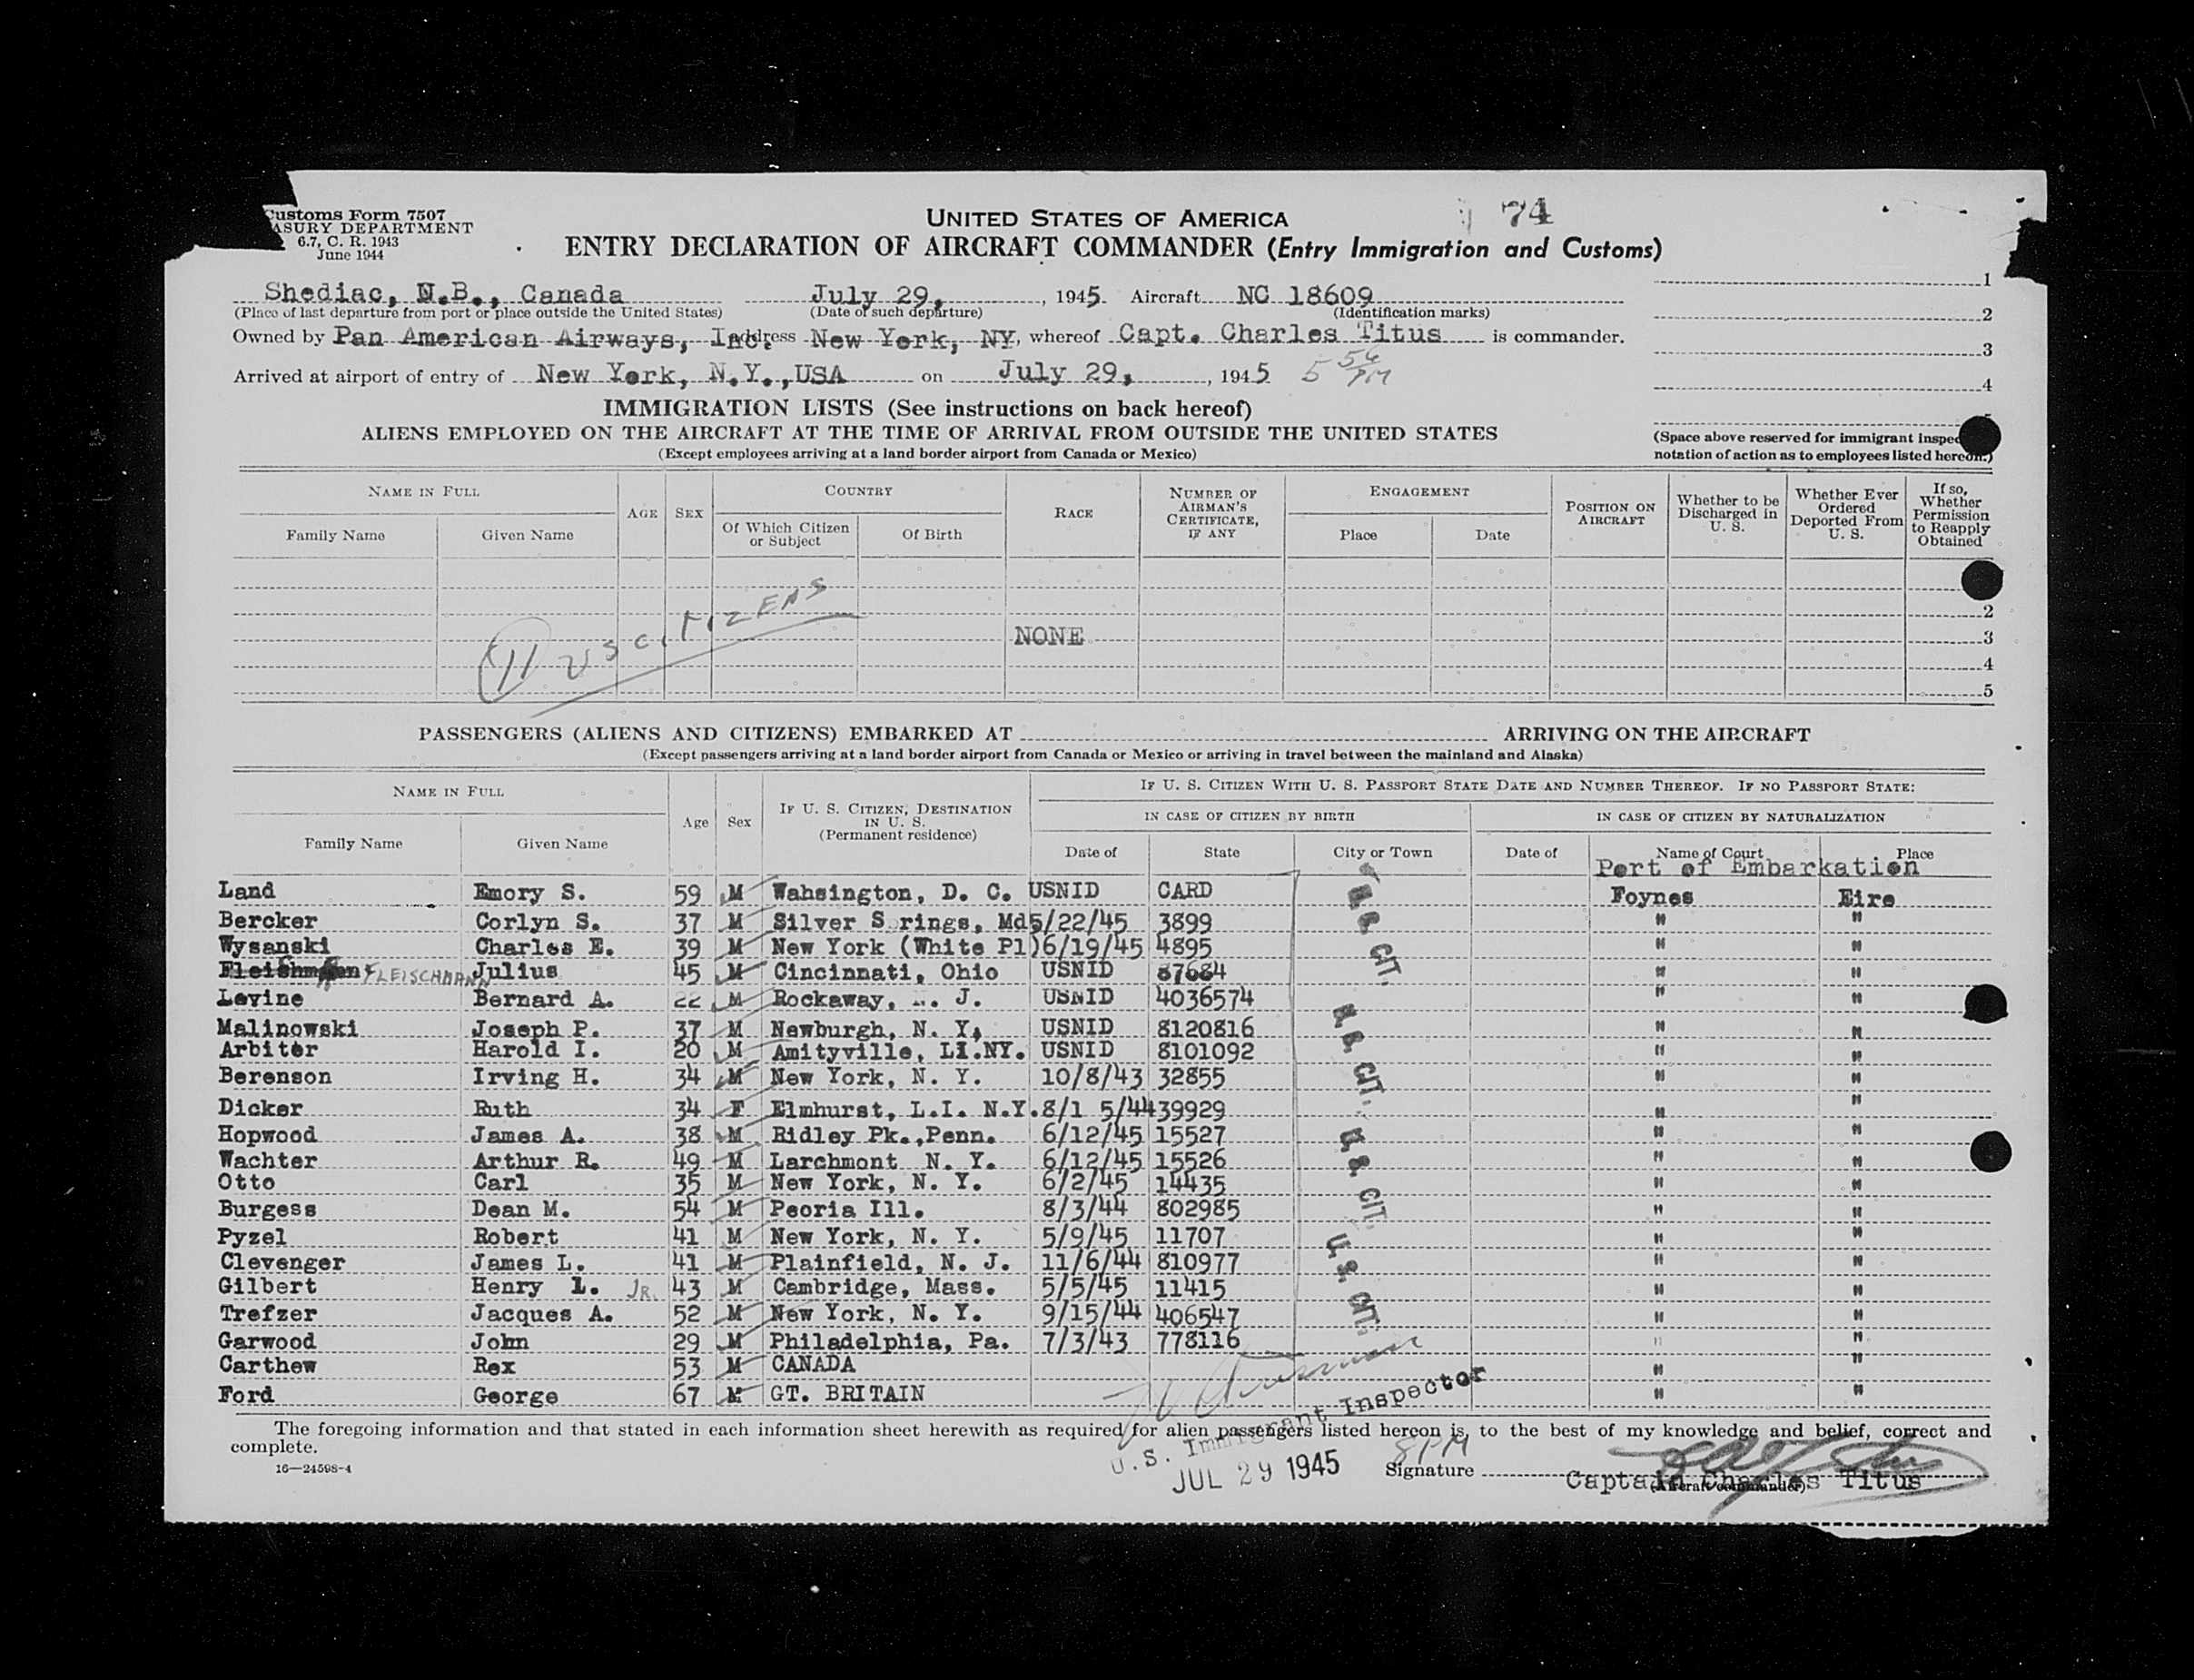 Customs Form 7507
ASURY DEPARTMENT
6.7, C. R. 1943
June 1944
UNITED STATES OF AMERICA
74
ENTRY DECLARATION OF AIRCRAFT COMMANDER (Entry Immigration and Customs)
1
Shediac, N.B., Canada July 29, , 1945 Aircraft NC 18609
(Place of last departure from port or place outside the United States) (Date of such departure) (Identification marks)
2
Owned by Pan American Airways, Inc. address New York, NY, whereof Capt. Charles Titus is commander.
3
Arrived at airport of entry of New York, N.Y.,USA on July 29, , 1945 5 56 PM
4
IMMIGRATION LISTS (See instructions on back hereof)
ALIENS EMPLOYED ON THE AIRCRAFT AT THE TIME OF ARRIVAL FROM OUTSIDE THE UNITED STATES
(Except employees arriving at a land border airport from Canada or Mexico)
(Space above reserved for immigrant inspec
notation of action as to employees listed hereon.)
NAME IN FULL
Family Name Given Name
AGE SEX
COUNTRY
Of Which Citizen or Subject Of Birth
RACE
NUMBER OF AIRMAN'S CERTIFICATE, IF ANY
ENGAGEMENT
Place Date
POSITION ON AIRCRAFT
Whether to be Discharged in U. S.
Whether Ever Ordered Deported From U. S.
If so, Whether Permission to Reapply Obtained
2
NONE 3
11 US CITIZENS
4
5
PASSENGERS (ALIENS AND CITIZENS) EMBARKED AT ARRIVING ON THE AIRCRAFT
(Except passengers arriving at a land border airport from Canada or Mexico or arriving in travel between the mainland and Alaska)
NAME IN FULL
Family Name Given Name
Age Sex
IF U. S. CITIZEN, DESTINATION IN U. S.
(Permanent residence)
IF U. S. CITIZEN WITH U. S. PASSPORT STATE DATE AND NUMBER THEREOF. IF NO PASSPORT STATE:
IN CASE OF CITIZEN BY BIRTH IN CASE OF CITIZEN BY NATURALIZATION
Date of State City or Town Date of Name of Court Place
Port of Embarkation
Land Emory S. 59 M Wahsington, D. C. USNID CARD Foynes Eire
Bercker Corlyn S. 37 M Silver S rings, Md 5/22/45 3899 " "
Wysanski Charles E. 39 M New York (White Pl) 6/19/45 4895 " "
FLEISCHMANN Julius 45 M Cincinnati, Ohio USNID 87684 " "
Levine Bernard A. 22 M Rockaway, . J. USNID 4036574 " "
Malinowski Joseph P. 37 M Newburgh, N. Y, USNID 8120816 " "
Arbiter Harold I. 20 M Amityville, LI.NY. USNID 8101092 " "
Berenson Irving H. 34 M New York, N. Y. 10/8/43 32855 " "
Dicker Ruth 34 F Elmhurst, L.I. N.Y. 8/1 5/44 39929 " "
Hopwood James A. 38 M Ridley Pk.,Penn. 6/12/45 15527 " "
Wachter Arthur R. 49 M Larchmont N. Y. 6/12/45 15526 " "
Otto Carl 35 M New York, N. Y. 6/2/45 14435 " "
Burgess Dean M. 54 M Peoria Ill. 8/3/44 802985 " "
Pyzel Robert 41 M New York, N. Y. 5/9/45 11707 " "
Clevenger James L. 41 M Plainfield, N. J. 11/6/44 810977 " "
Gilbert Henry L. JR. 43 M Cambridge, Mass. 5/5/45 11415 " "
Trefzer Jacques A. 52 M New York, N. Y. 9/15/44 406547 " "
Garwood John 29 M Philadelphia, Pa. 7/3/43 778116 " "
Carthew Rex 53 M CANADA " "
Ford George 67 M GT. BRITAIN " "
U. S. CIT.
U. S. CIT.
U. S. CIT.
U. S. CIT.
U. S. Immigrant Inspector
The foregoing information and that stated in each information sheet herewith as required for alien passengers listed hereon is, to the best of my knowledge and belief, correct and
complete.
16—24598-4
JUL 29 1945
8PM
Signature Captain Charles Titus
(Aircraft commander)